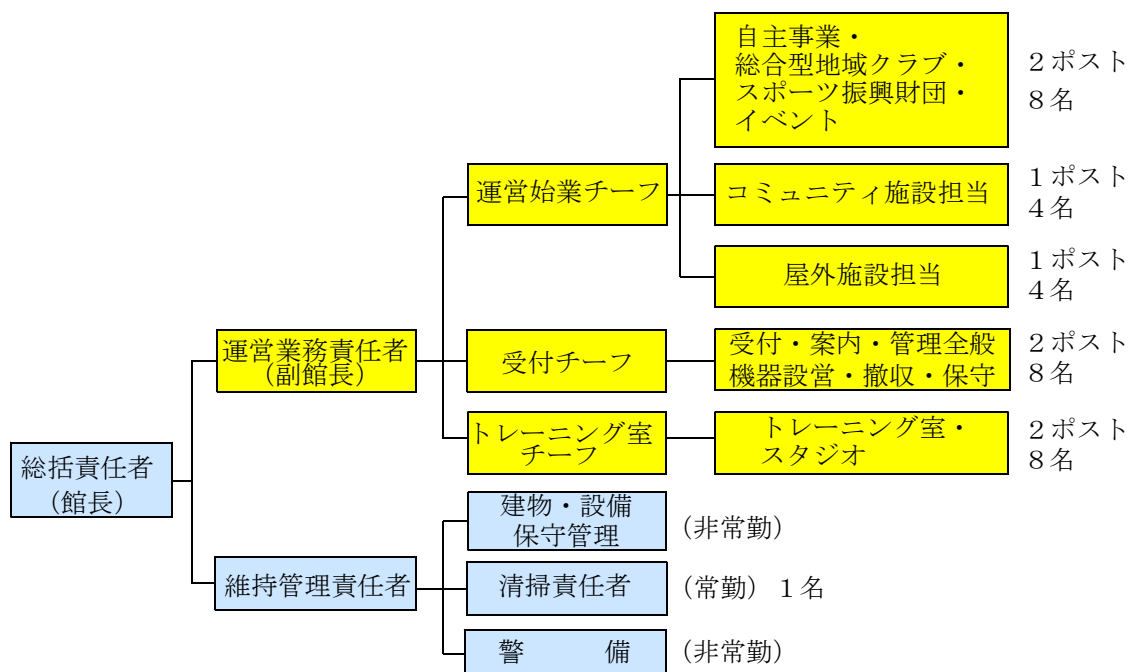 自主事業・
総合型地域クラブ・
スポーツ振興財団・
イベント
２ポスト
８名
運営始業チーフ
コミュニティ施設担当
１ポスト
４名
屋外施設担当
１ポスト
４名
運営業務責任者
（副館長）
受付チーフ
受付・案内・管理全般
機器設営・撤収・保守
２ポスト
８名
トレーニング室
チーフ
トレーニング室・
スタジオ
２ポスト
８名
総括責任者
（館長）
建物・設備
保守管理
（非常勤）
維持管理責任者
清掃責任者
（常勤）１名
警　　備
（非常勤）